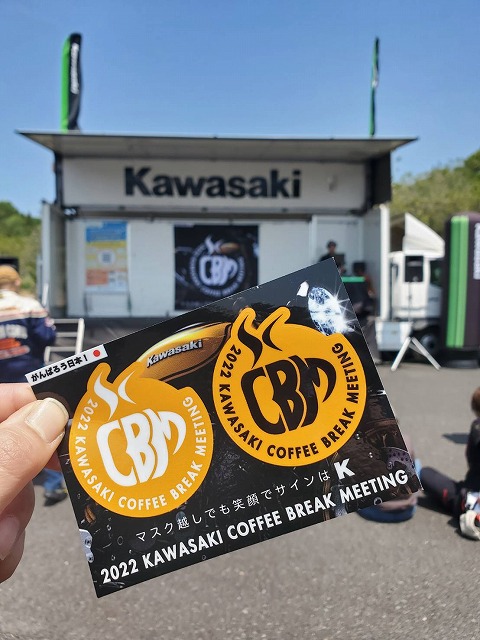 Kawasaki
CBM
がんばろう日本!
Kawasaki
2022 KAWASAKI COFFEE BREAK MEETING
CBM
2022 KAWASAKI COFFEE BREAK MEETING
CBM
マスク越しでも笑顔でサインは K
2022 KAWASAKI COFFEE BREAK MEETING